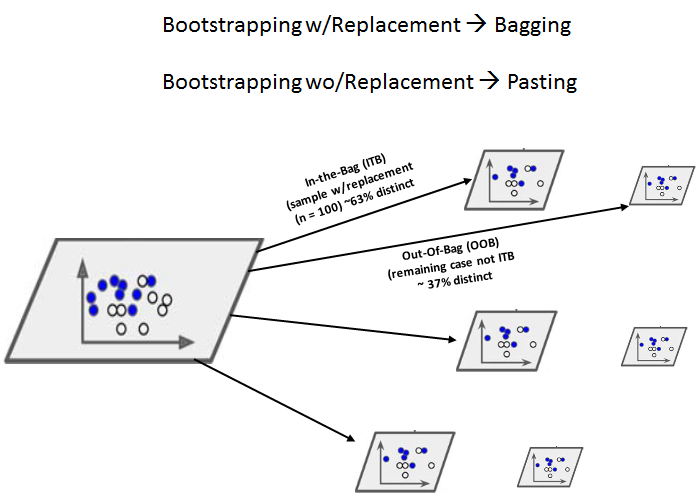 Bootstrapping w/Replacement → Bagging
Bootstrapping wo/Replacement → Pasting
In-the-Bag (ITB)
(sample w/replacement
(n = 100) ~63% distinct
Out-Of-Bag (OOB)
(remaining case not ITB
~ 37% distinct